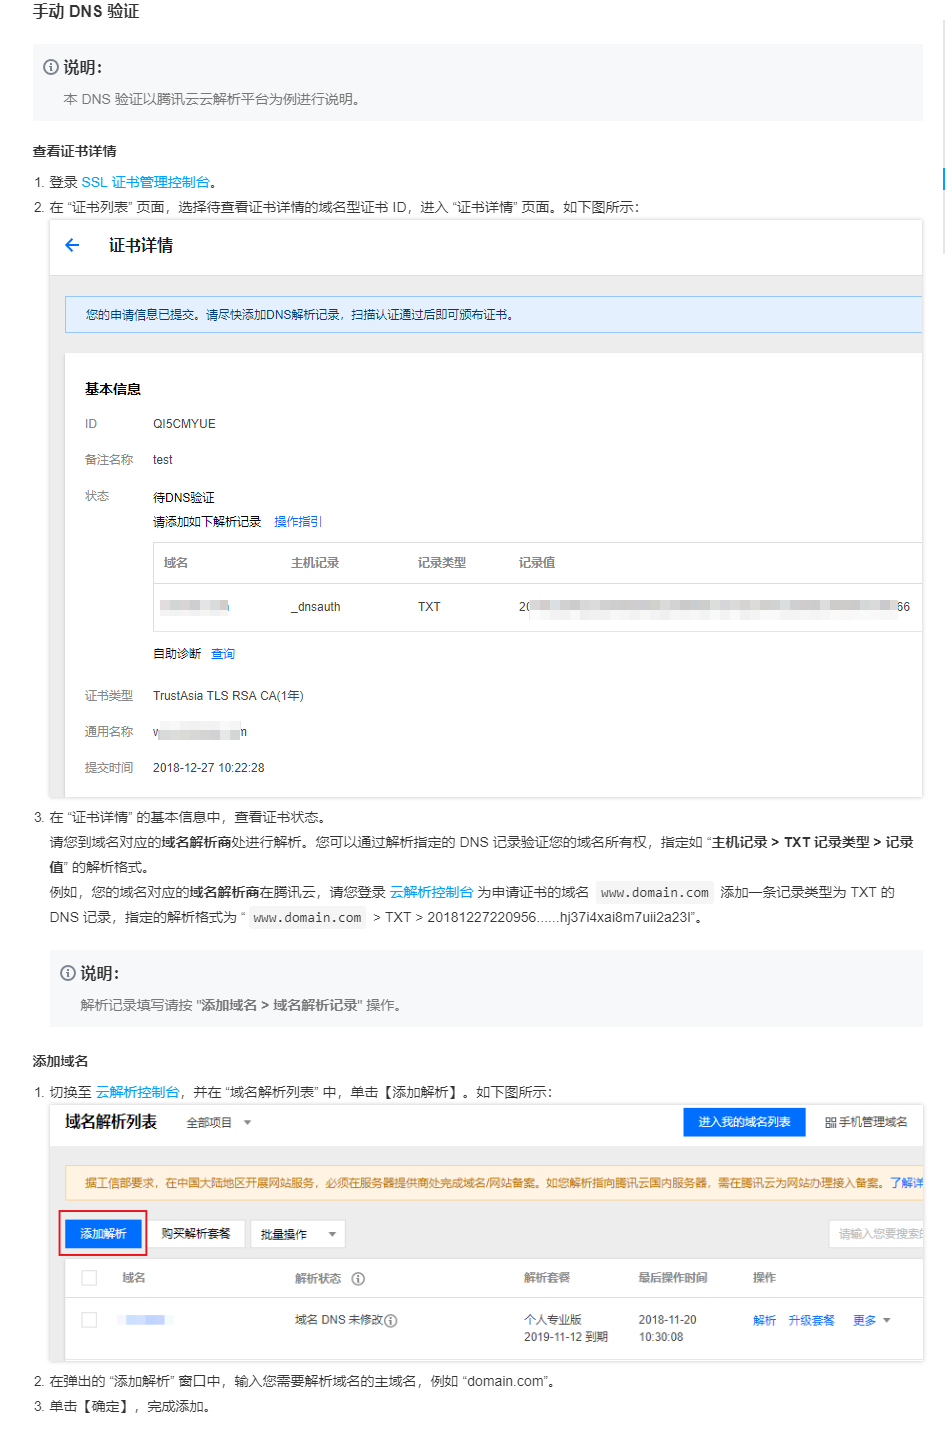 手动 DNS 验证
说明：
本 DNS 验证以腾讯云云解析平台为例进行说明。
查看证书详情
1. 登录 SSL 证书管理控制台。
2. 在 “证书列表” 页面，选择待查看证书详情的域名型证书 ID，进入 “证书详情” 页面。如下图所示：
证书详情
您的申请信息已提交。请尽快添加DNS解析记录，扫描认证通过后即可颁布证书。
基本信息
ID QI5CMYUE
备注名称 test
状态 待DNS验证
请添加如下解析记录 操作指引
域名 主机记录 记录类型 记录值
_dnsauth TXT 20 66
自助诊断 查询
证书类型 TrustAsia TLS RSA CA(1年)
通用名称 w m
提交时间 2018-12-27 10:22:28
3. 在 “证书详情” 的基本信息中，查看证书状态。
请您到域名对应的域名解析商处进行解析。您可以通过解析指定的 DNS 记录验证您的域名所有权，指定如 “主机记录 > TXT 记录类型 > 记录
值” 的解析格式。
例如，您的域名对应的域名解析商在腾讯云，请您登录 云解析控制台 为申请证书的域名 www.domain.com 添加一条记录类型为 TXT 的
DNS 记录，指定的解析格式为 “ www.domain.com > TXT > 20181227220956......hj37i4xai8m7uii2a23l”。
说明：
解析记录填写请按 "添加域名 > 域名解析记录" 操作。
添加域名
1. 切换至 云解析控制台，并在 “域名解析列表” 中，单击【添加解析】。如下图所示：
域名解析列表 全部项目 进入我的域名列表 手机管理域名
据工信部要求，在中国大陆地区开展网站服务，必须在服务器提供商处完成域名/网站备案。如您解析指向腾讯云国内服务器，需在腾讯云为网站办理接入备案。了解详
添加解析 购买解析套餐 批量操作 请输入您要搜索的
域名 解析状态 解析套餐 最后操作时间 操作
域名 DNS 未修改 个人专业版 2018-11-20 解析 升级套餐 更多
2019-11-12 到期 10:30:08
2. 在弹出的 “添加解析” 窗口中，输入您需要解析域名的主域名，例如 “domain.com”。
3. 单击【确定】，完成添加。